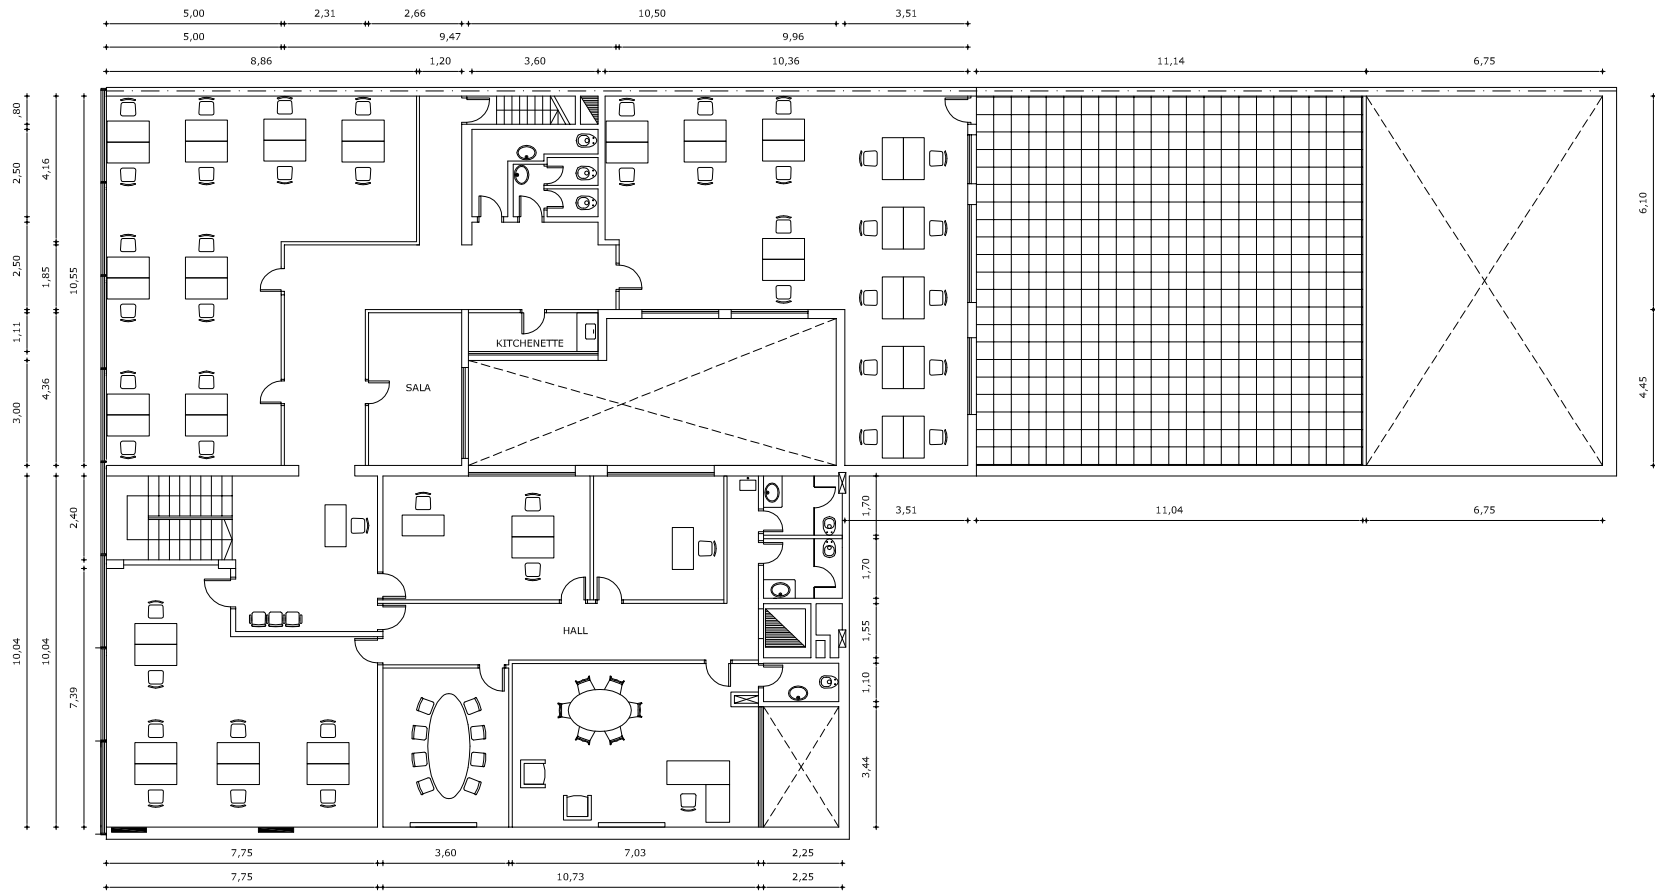 5,00 2,31 2,66 10,50 3,51
5,00 9,47 9,96
8,86 1,20 3,60 10,36 11,14 6,75
,80
2,50
2,50
1,11
3,00
10,04
4,16
1,85
4,36
10,04
10,55
2,40
7,39
KITCHENETTE
SALA
HALL
6,10
4,45
3,51 11,04 6,75
1,70
1,70
1,55
1,10
3,44
7,75 3,60 7,03 2,25
7,75 10,73 2,25